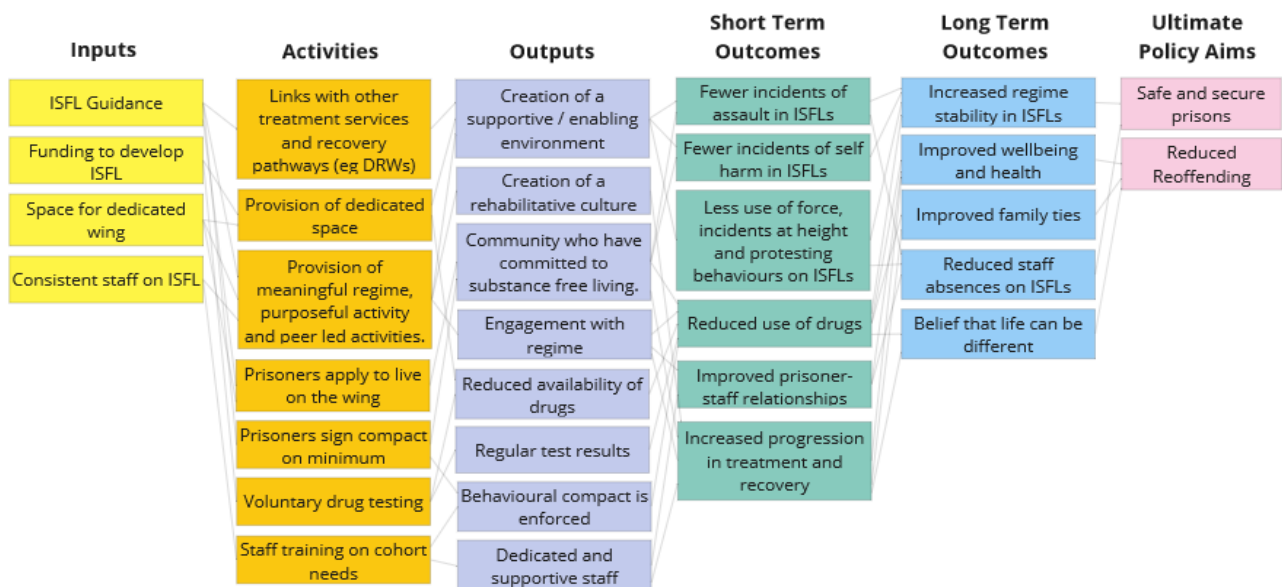 Inputs
ISFL Guidance
Funding to develop
ISFL
Space for dedicated
wing
Consistent staff on ISFL
Activities
Links with other
treatment services
and recovery
pathways (eg DRWs)
Provision of dedicated
space
Provision of
meaningful regime,
purposeful activity
and peer led activities.
Prisoners apply to live
on the wing
Prisoners sign compact
on minimum
Voluntary drug testing
Staff training on cohort
needs
Outputs
Creation of a
supportive / enabling
environment
Creation of a
rehabilitative culture
Community who have
committed to
substance free living.
Engagement with
regime
Reduced availability of
drugs
Regular test results
Behavioural compact is
enforced
Dedicated and
supportive staff
Short Term
Outcomes
Fewer incidents of
assault in ISFLs
Fewer incidents of self
harm in ISFLs
Less use of force,
incidents at height
and protesting
behaviours on ISFLs
Reduced use of drugs
Improved prisoner-
staff relationships
Increased progression
in treatment and
recovery
Long Term
Outcomes
Increased regime
stability in ISFLs
Improved wellbeing
and health
Improved family ties
Reduced staff
absences on ISFLs
Belief that life can be
different
Ultimate
Policy Aims
Safe and secure
prisons
Reduced
Reoffending